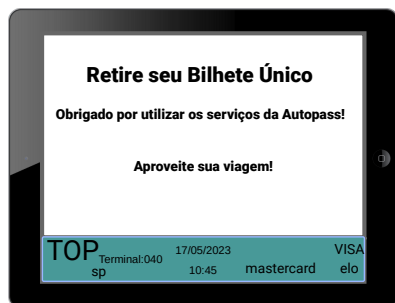 Retire seu Bilhete Único
Obrigado por utilizar os serviços da Autopass!
Aproveite sua viagem!
TOP Terminal:040 17/05/2023 VISA
sp 10:45 mastercard elo